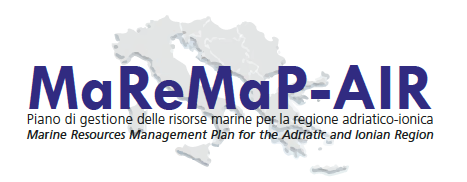 MaReMaP-AIR
Piano di gestione delle risorse marine per la regione adriatico-ionica
Marine Resources Management Plan for the Adriatic and Ionian Region